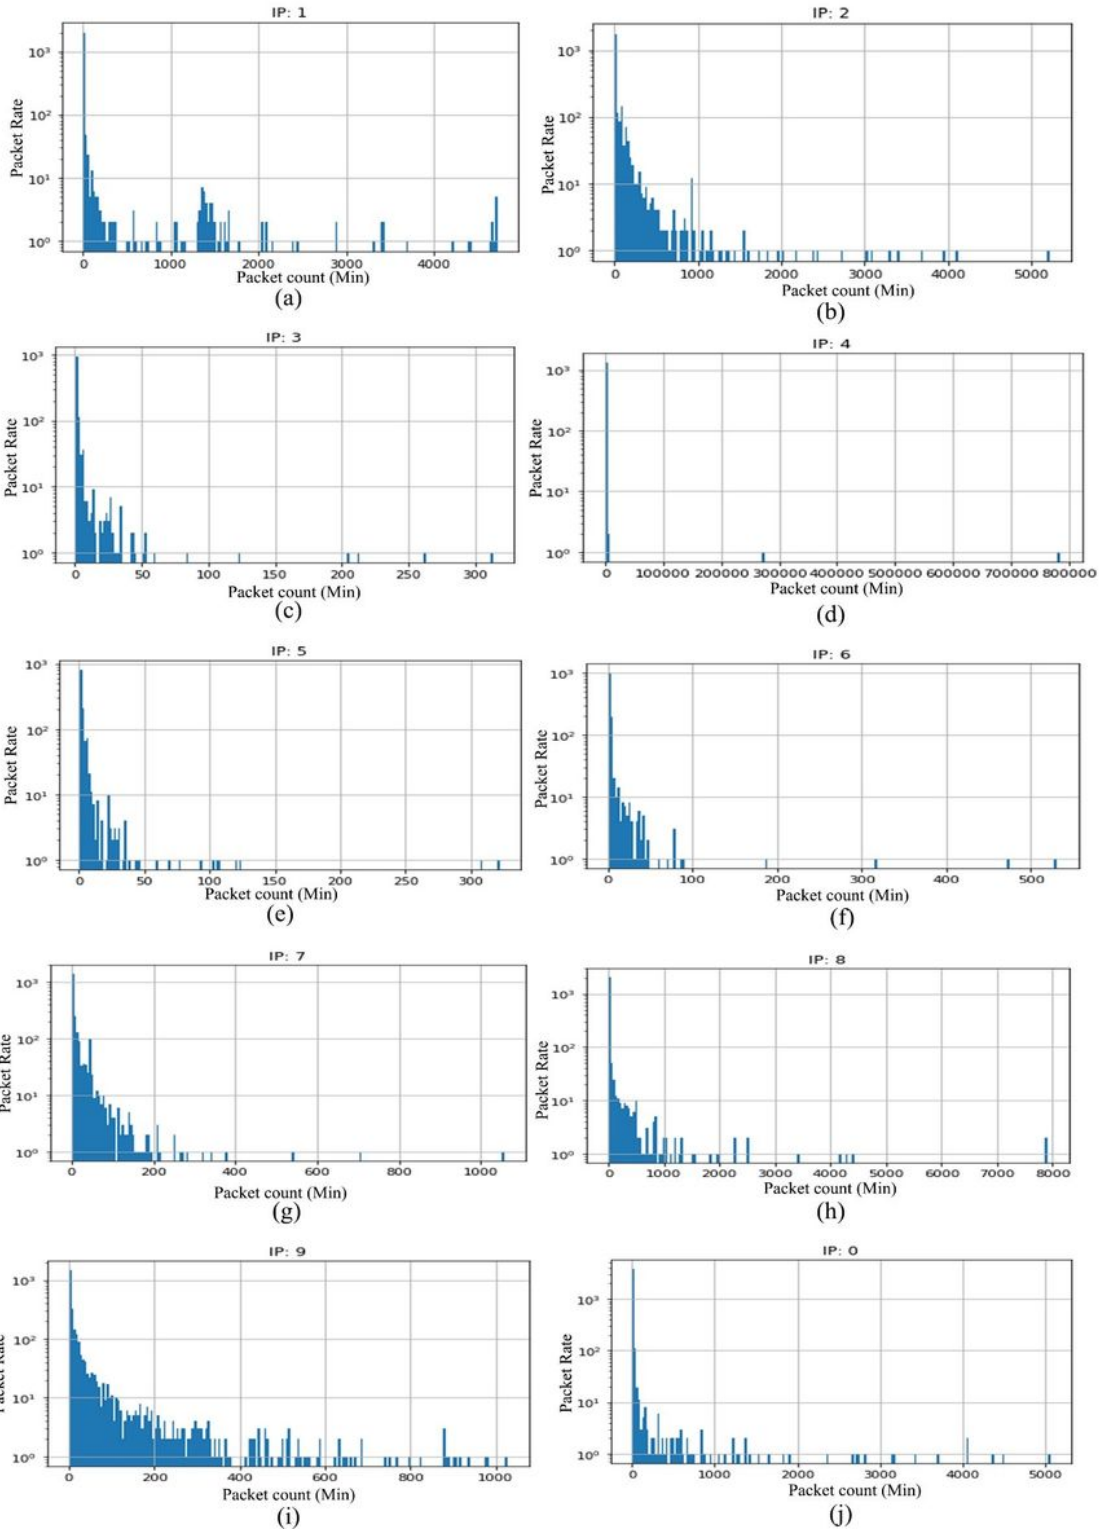 IP: 1
10³
10²
10¹
10⁰
Packet Rate
0 1000 2000 3000 4000
Packet count (Min)
(a)
IP: 2
10³
10²
10¹
10⁰
Packet Rate
0 1000 2000 3000 4000 5000
Packet count (Min)
(b)
IP: 3
10³
10²
10¹
10⁰
Packet Rate
0 50 100 150 200 250 300
Packet count (Min)
(c)
IP: 4
10³
10²
10¹
10⁰
Packet Rate
0 100000 200000 300000 400000 500000 600000 700000 800000
Packet count (Min)
(d)
IP: 5
10³
10²
10¹
10⁰
Packet Rate
0 50 100 150 200 250 300
Packet count (Min)
(e)
IP: 6
10³
10²
10¹
10⁰
Packet Rate
0 100 200 300 400 500
Packet count (Min)
(f)
IP: 7
10³
10²
10¹
10⁰
Packet Rate
0 200 400 600 800 1000
Packet count (Min)
(g)
IP: 8
10³
10²
10¹
10⁰
Packet Rate
0 1000 2000 3000 4000 5000 6000 7000 8000
Packet count (Min)
(h)
IP: 9
10³
10²
10¹
10⁰
Packet Rate
0 200 400 600 800 1000
Packet count (Min)
(i)
IP: 0
10³
10²
10¹
10⁰
Packet Rate
0 1000 2000 3000 4000 5000
Packet count (Min)
(j)